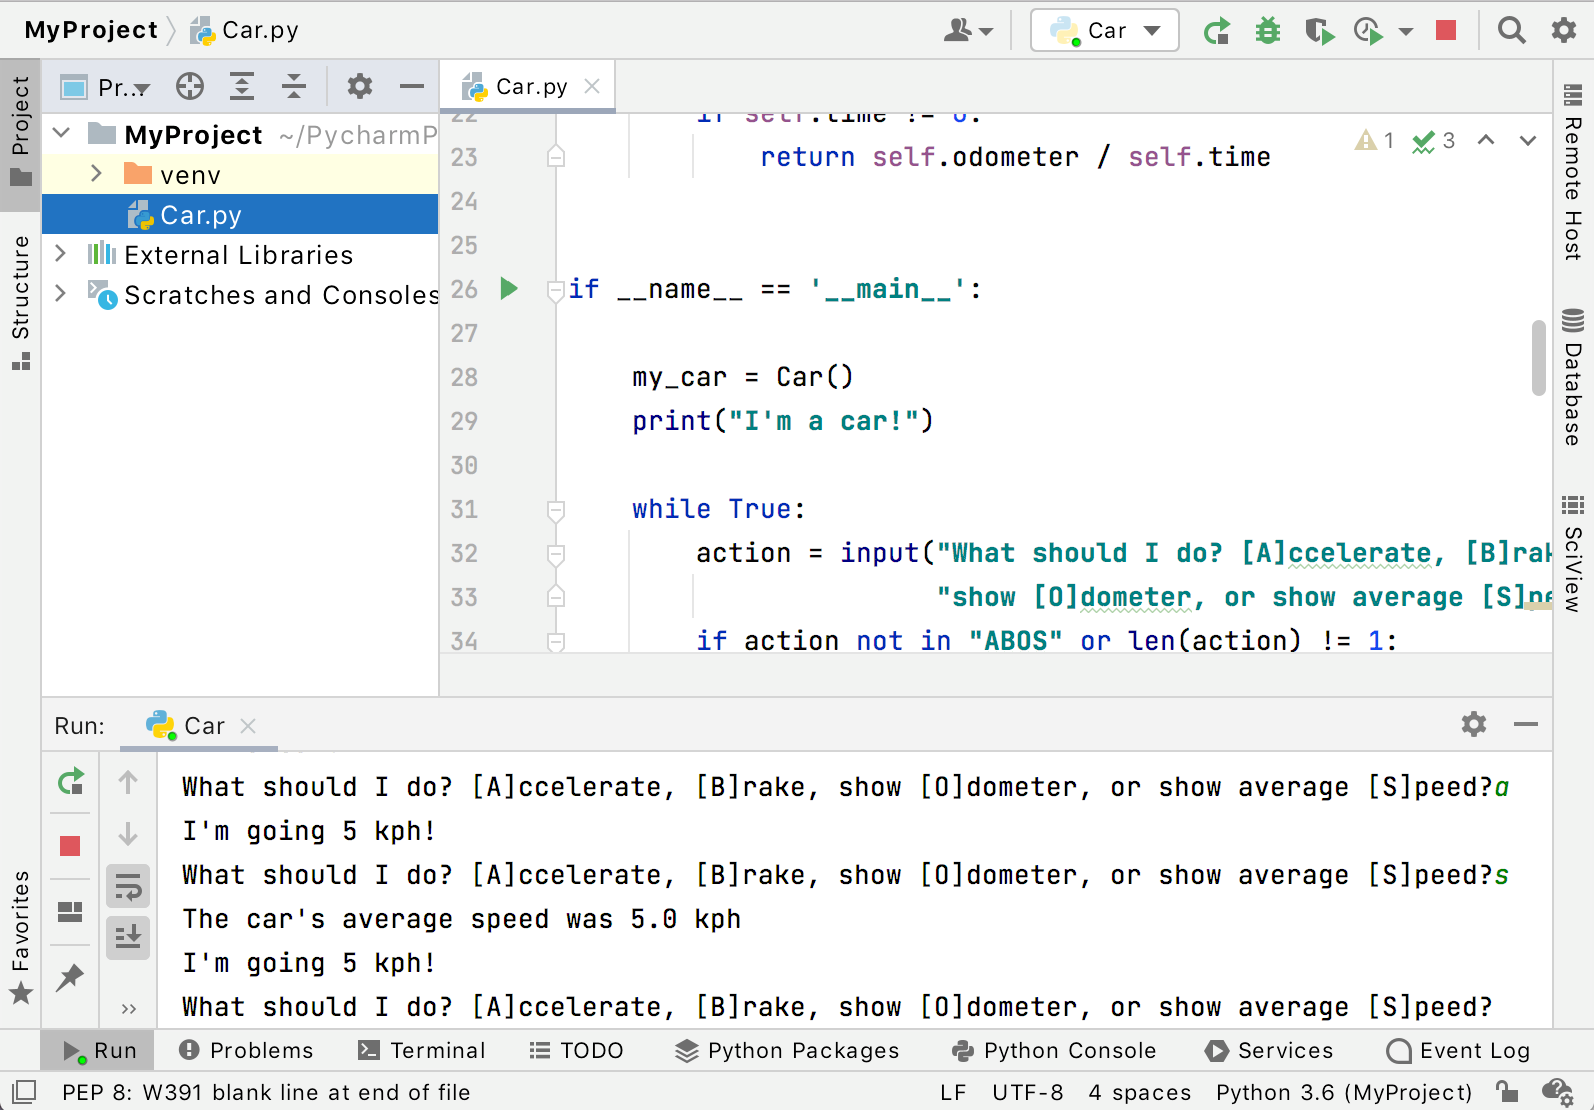 MyProject Car.py Car
Project Pr... Car.py
MyProject ~/PycharmP
venv
Car.py
External Libraries
Scratches and Consoles
Structure
Favorites
22 if self.time != 0:
23 return self.odometer / self.time
24
25
26 if __name__ == '__main__':
27
28 my_car = Car()
29 print("I'm a car!")
30
31 while True:
32 action = input("What should I do? [A]ccelerate, [B]rak
33 "show [O]dometer, or show average [S]pe
34 if action not in "ABOS" or len(action) != 1:
1 3
Remote Host
Database
SciView
Run: Car
What should I do? [A]ccelerate, [B]rake, show [O]dometer, or show average [S]peed?a
I'm going 5 kph!
What should I do? [A]ccelerate, [B]rake, show [O]dometer, or show average [S]peed?s
The car's average speed was 5.0 kph
I'm going 5 kph!
What should I do? [A]ccelerate, [B]rake, show [O]dometer, or show average [S]peed?
Run Problems Terminal TODO Python Packages Python Console Services Event Log
PEP 8: W391 blank line at end of file LF UTF-8 4 spaces Python 3.6 (MyProject)